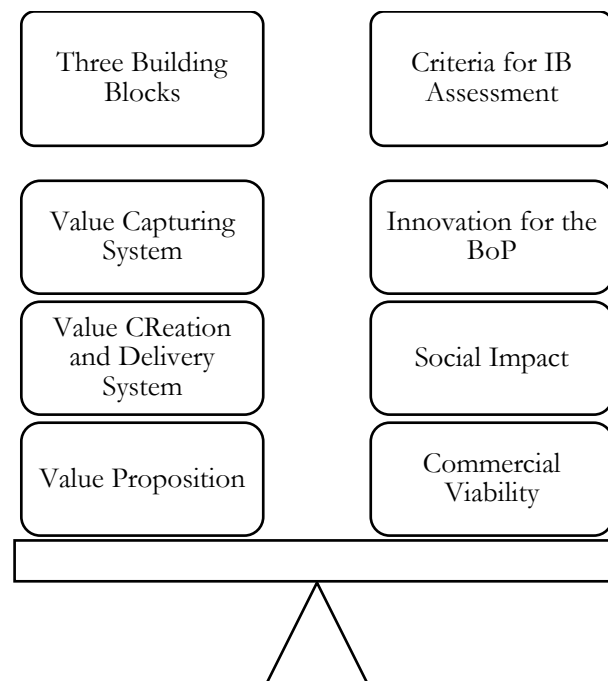 Three Building
Blocks
Criteria for IB
Assessment
Value Capturing
System
Innovation for the
BoP
Value CReation
and Delivery
System
Social Impact
Value Proposition
Commercial
Viability